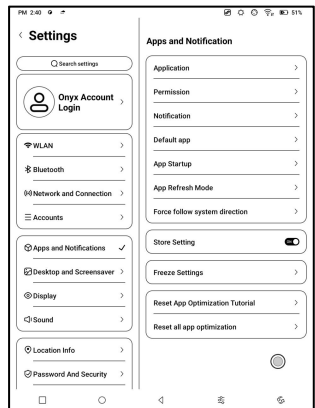 PM 2:40
51%
Settings
Search settings
Onyx Account
Login
WLAN
Bluetooth
Network and Connection
Accounts
Apps and Notifications
Desktop and Screensaver
Display
Sound
Location Info
Password And Security
Apps and Notification
Application
Permission
Notification
Default app
App Startup
App Refresh Mode
Force follow system direction
Store Setting
Freeze Settings
Reset App Optimization Tutorial
Reset all app optimization